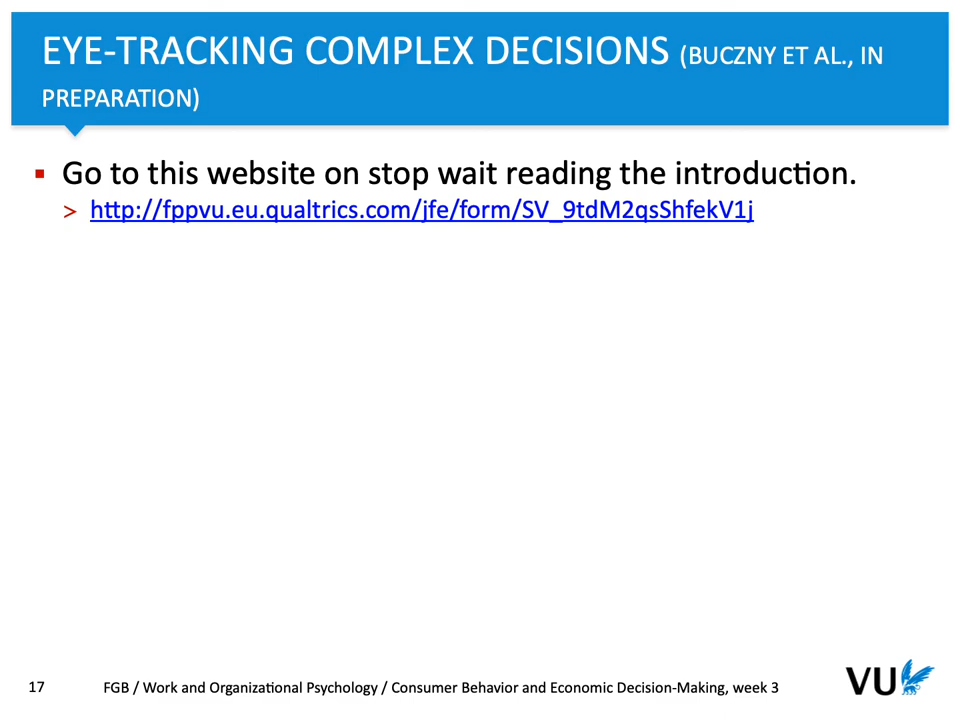 EYE-TRACKING COMPLEX DECISIONS (BUCZNY ET AL., IN
PREPARATION)
▪ Go to this website on stop wait reading the introduction.
> http://fppvu.eu.qualtrics.com/jfe/form/SV_9tdM2qsShfekV1j
17 FGB / Work and Organizational Psychology / Consumer Behavior and Economic Decision-Making, week 3
VU